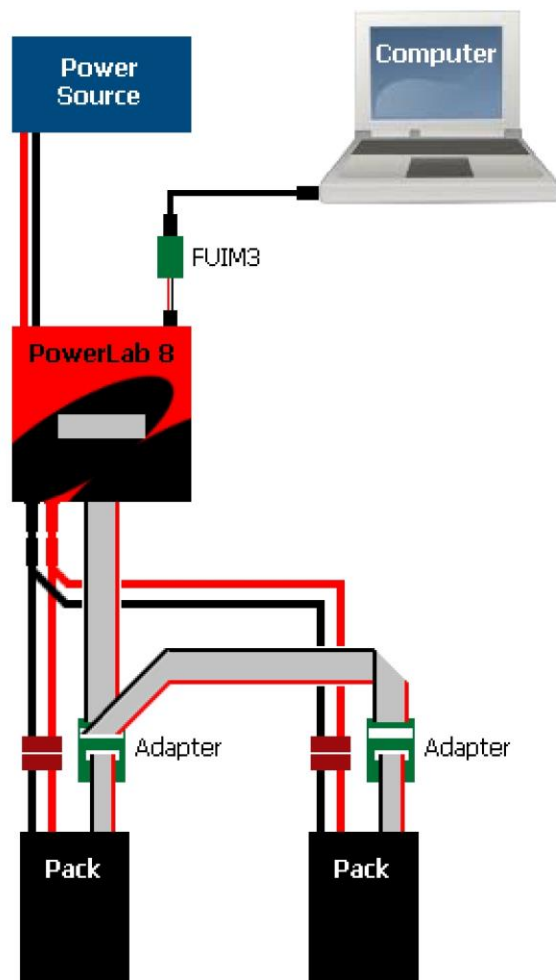 Power
Source
Computer
FUIM3
PowerLab 8
Adapter
Adapter
Pack
Pack